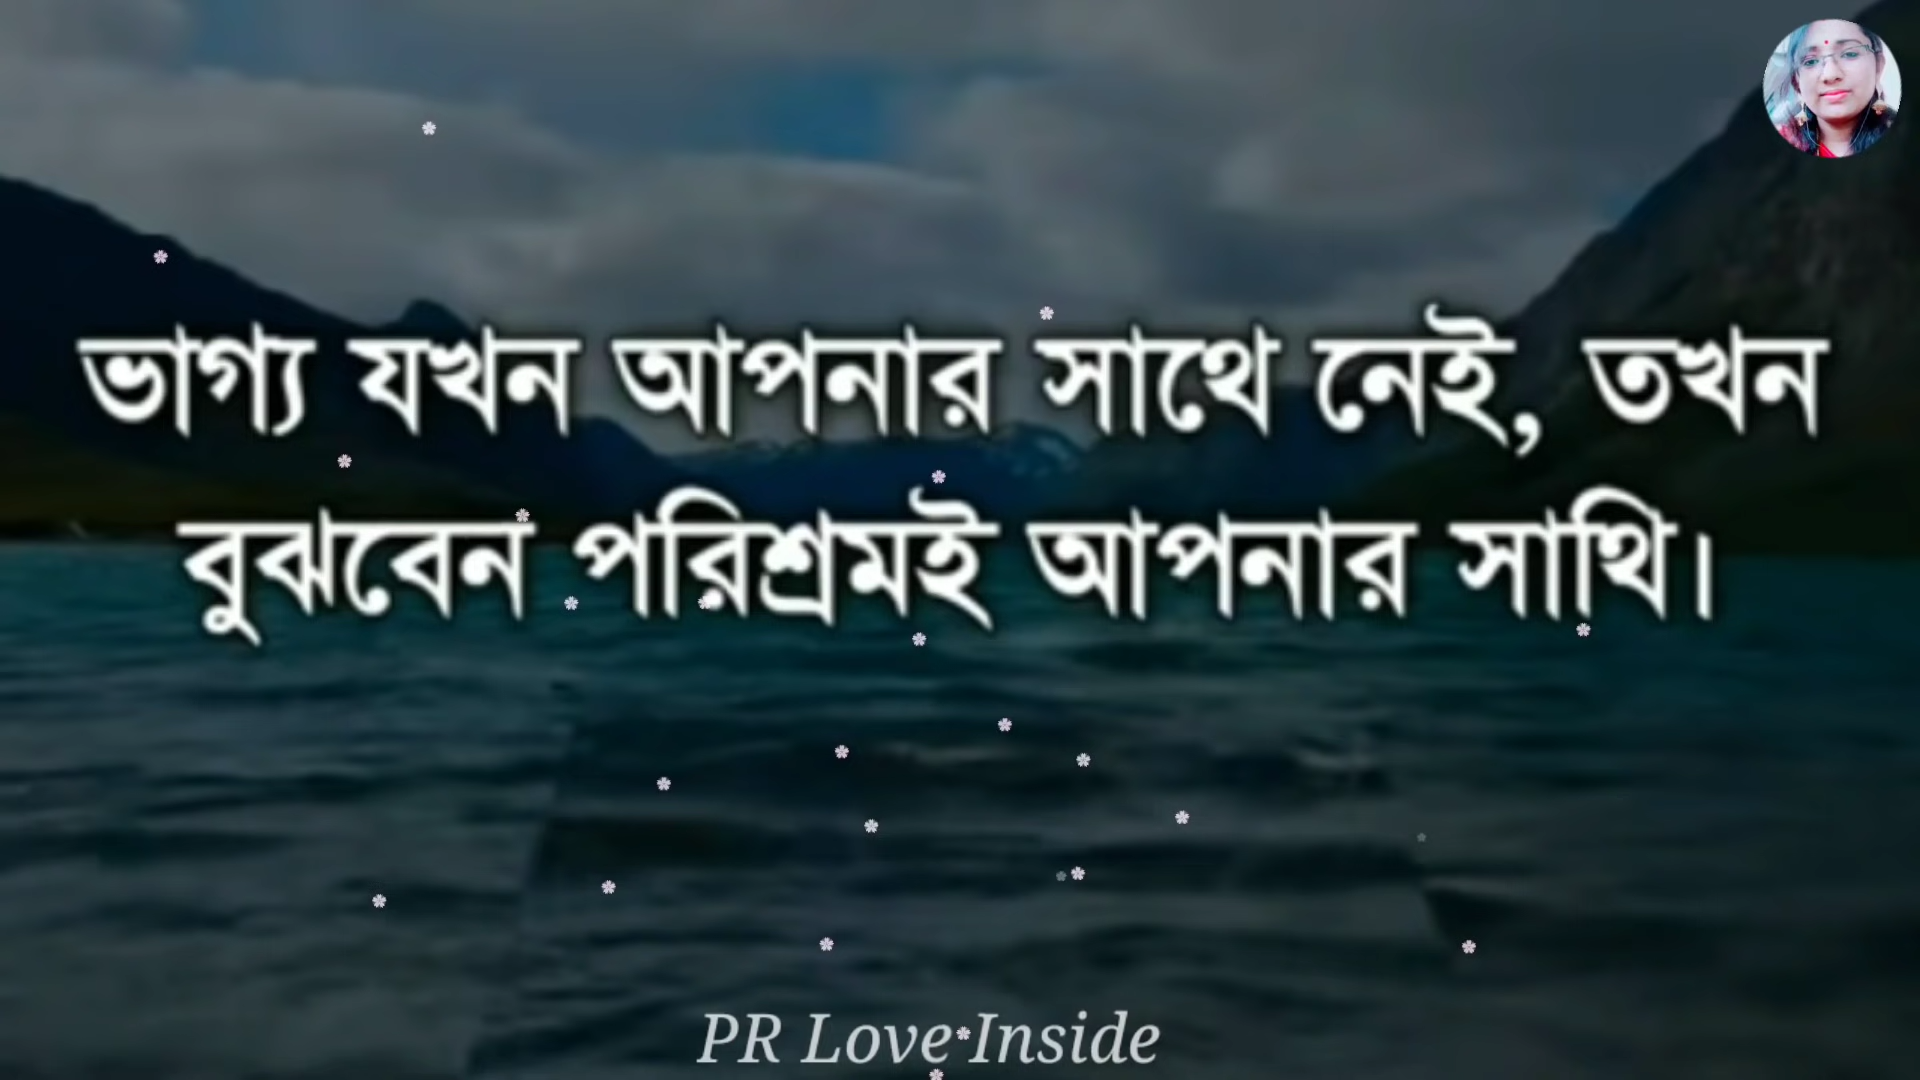 ভাগ্য যখন আপনার সাথে নেই, তখন
বুঝবেন পরিশ্রমই আপনার সাথি।
PR Love Inside